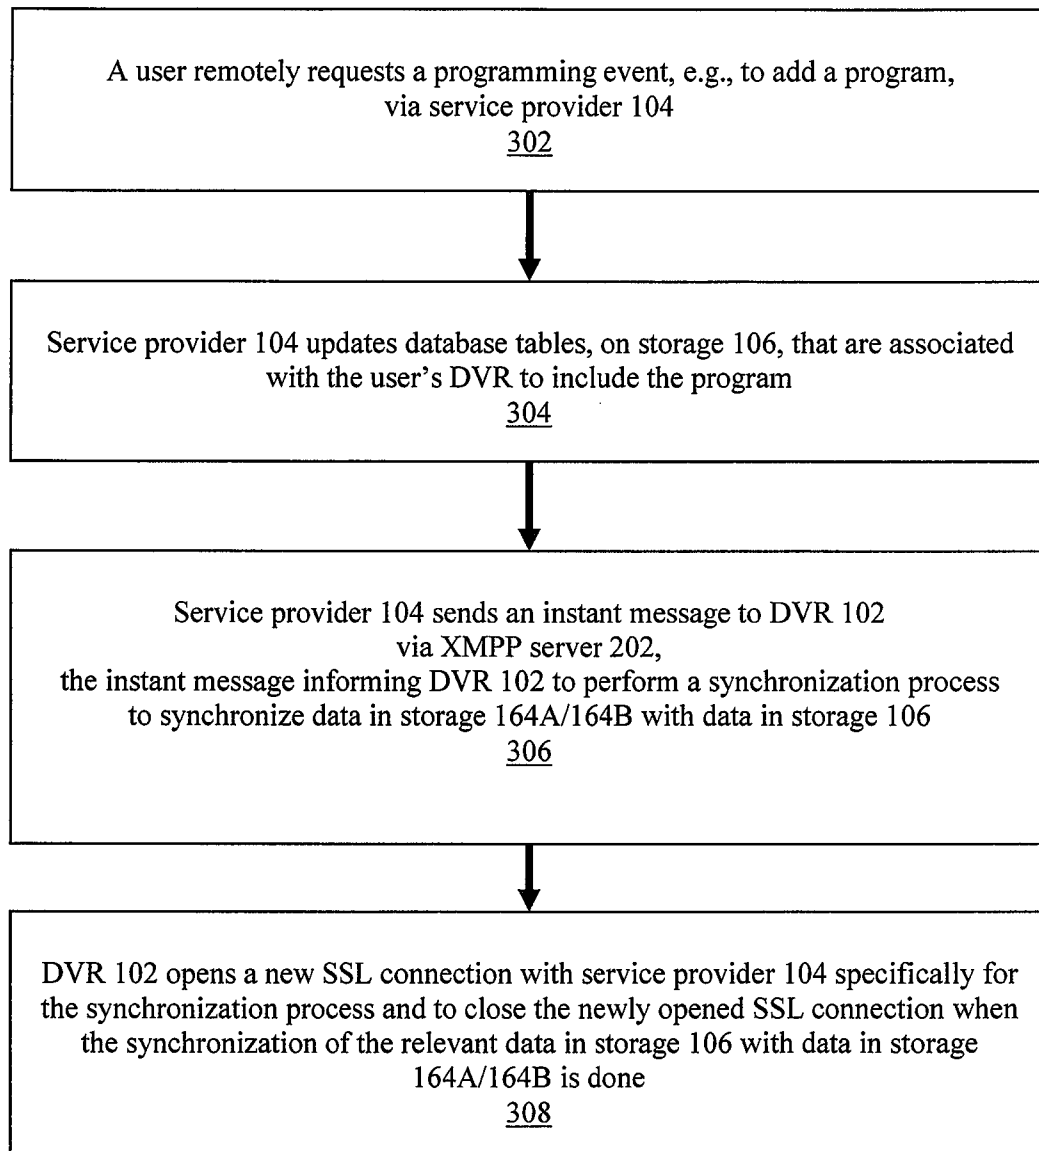 A user remotely requests a programming event, e.g., to add a program,
via service provider 104
302
Service provider 104 updates database tables, on storage 106, that are associated
with the user's DVR to include the program
304
Service provider 104 sends an instant message to DVR 102
via XMPP server 202,
the instant message informing DVR 102 to perform a synchronization process
to synchronize data in storage 164A/164B with data in storage 106
306
DVR 102 opens a new SSL connection with service provider 104 specifically for
the synchronization process and to close the newly opened SSL connection when
the synchronization of the relevant data in storage 106 with data in storage
164A/164B is done
308